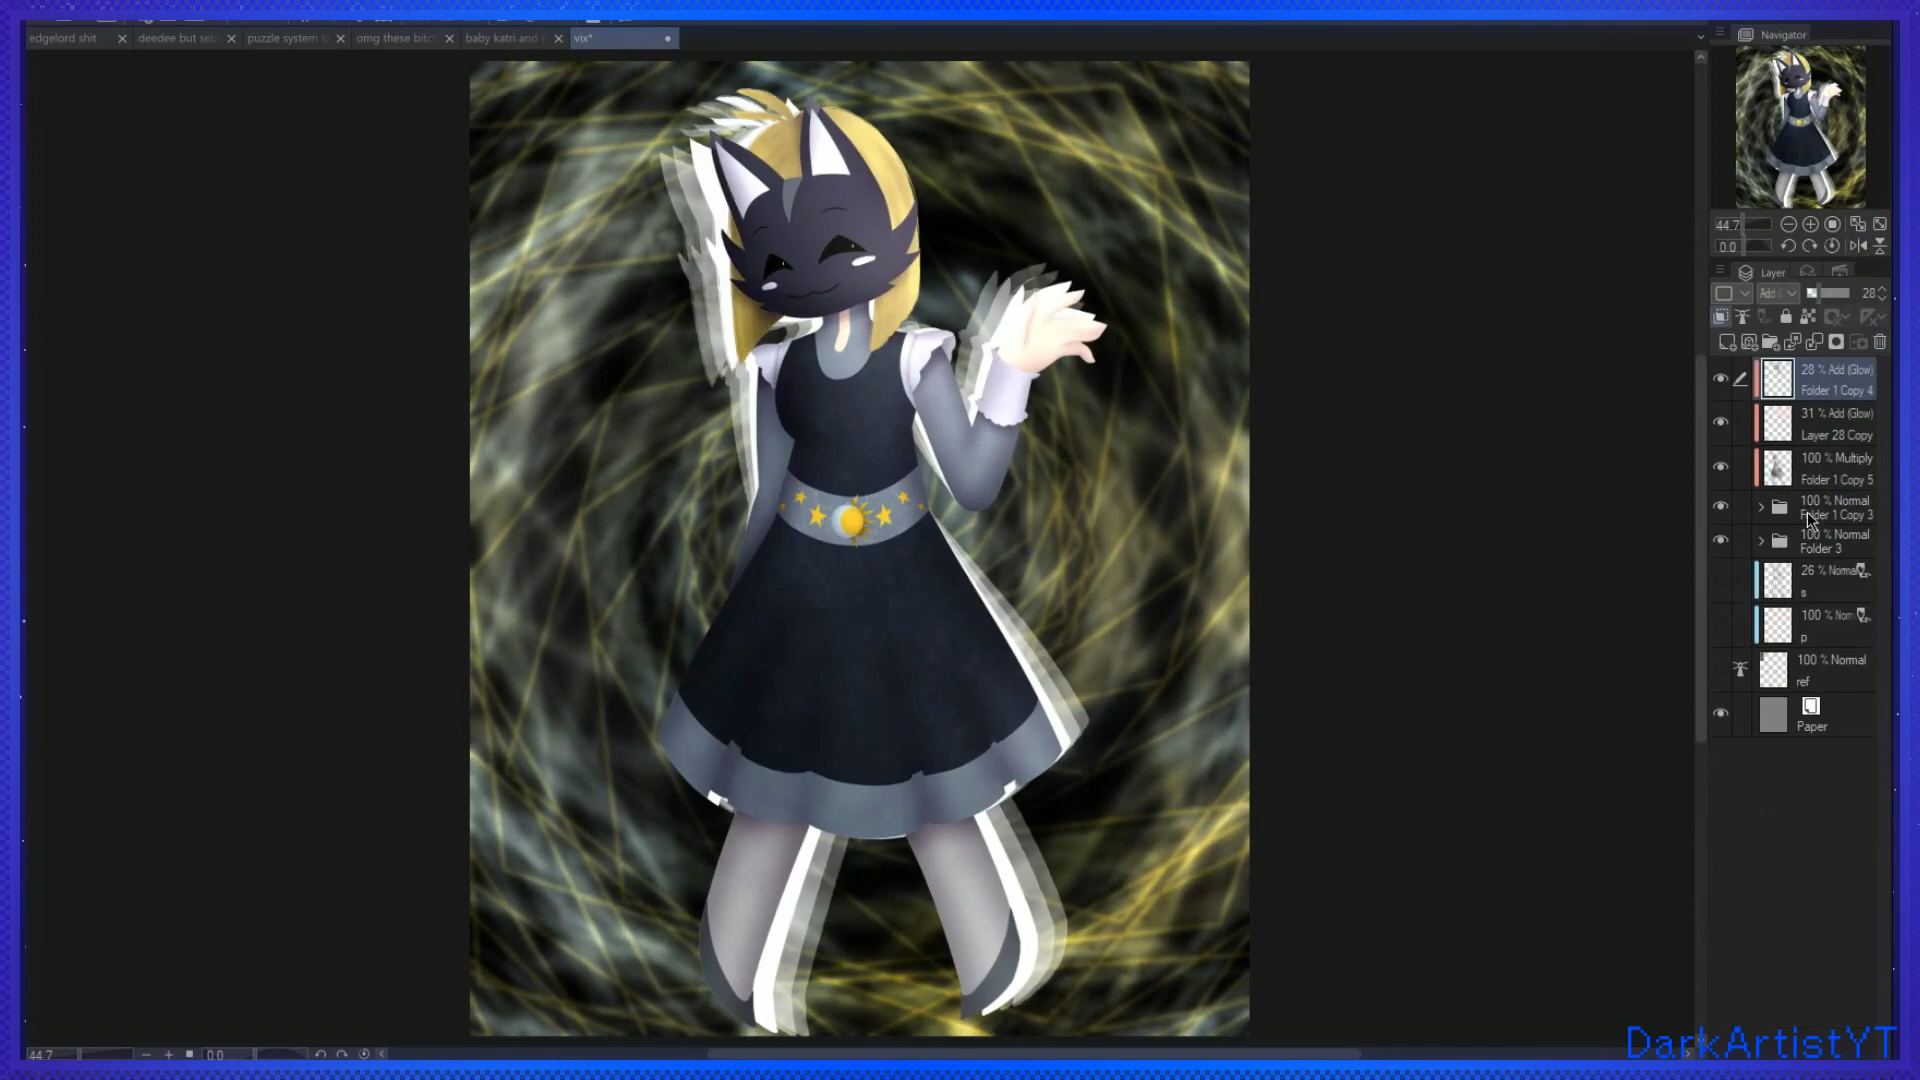 edgelord shit
deedee but seb
puzzle system s
omg these bitc
baby katri and
vix*
Navigator
44.7
0.0
Layer
Add
28
28 % Add (Glow)
Folder 1 Copy 4
31 % Add (Glow)
Layer 28 Copy
100 % Multiply
Folder 1 Copy 5
100 % Normal
Folder 1 Copy 3
100 % Normal
Folder 3
26 % Norma
s
100 % Norn
p
100 % Normal
ref
Paper
DarkArtistYT
44.7
0.0